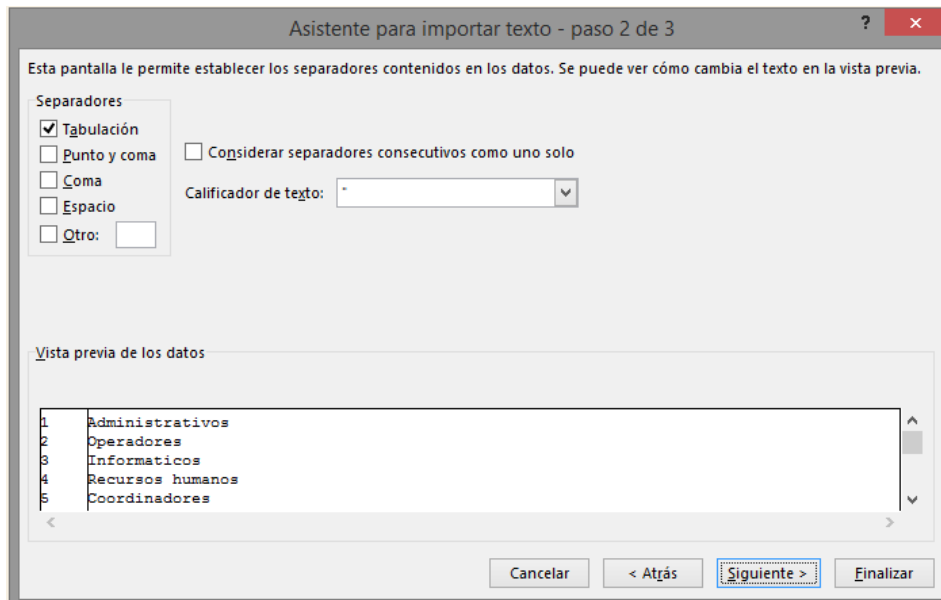 Asistente para importar texto - paso 2 de 3
?
Esta pantalla le permite establecer los separadores contenidos en los datos. Se puede ver cómo cambia el texto en la vista previa.
Separadores
Tabulación
Punto y coma
Coma
Espacio
Otro:
Considerar separadores consecutivos como uno solo
Calificador de texto: "
Vista previa de los datos
1 Administrativos
2 Operadores
3 Informaticos
4 Recursos humanos
5 Coordinadores
Cancelar < Atrás Siguiente > Finalizar